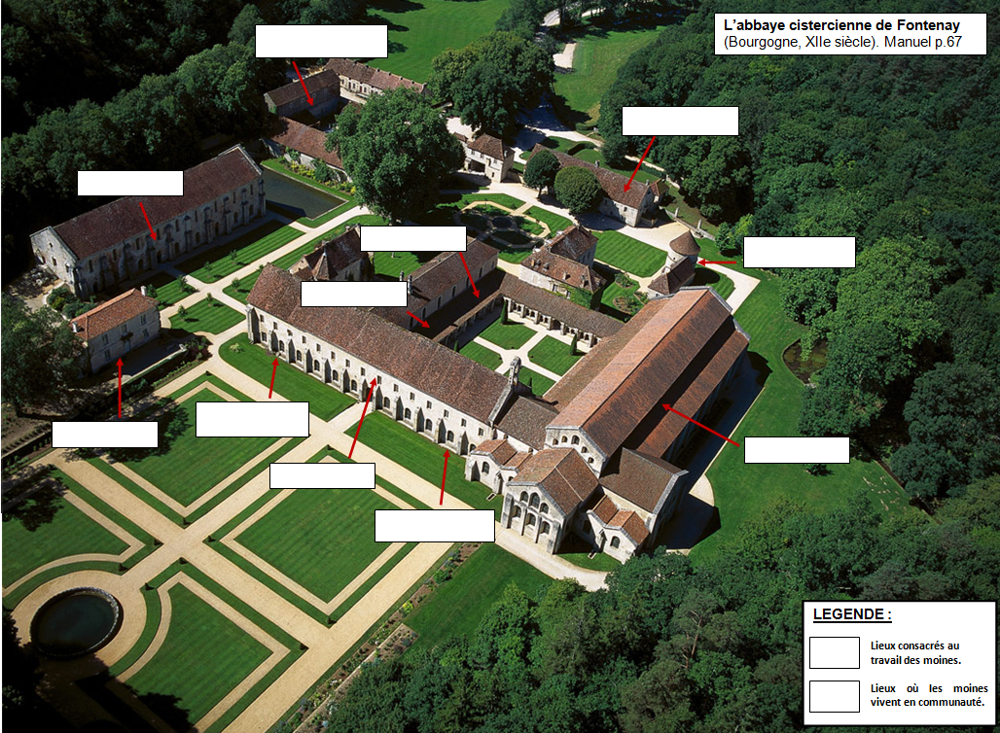 L'abbaye cistercienne de Fontenay
(Bourgogne, XIIe siècle). Manuel p.67
LEGENDE :
Lieux consacrés au
travail des moines.
Lieux où les moines
vivent en communauté.